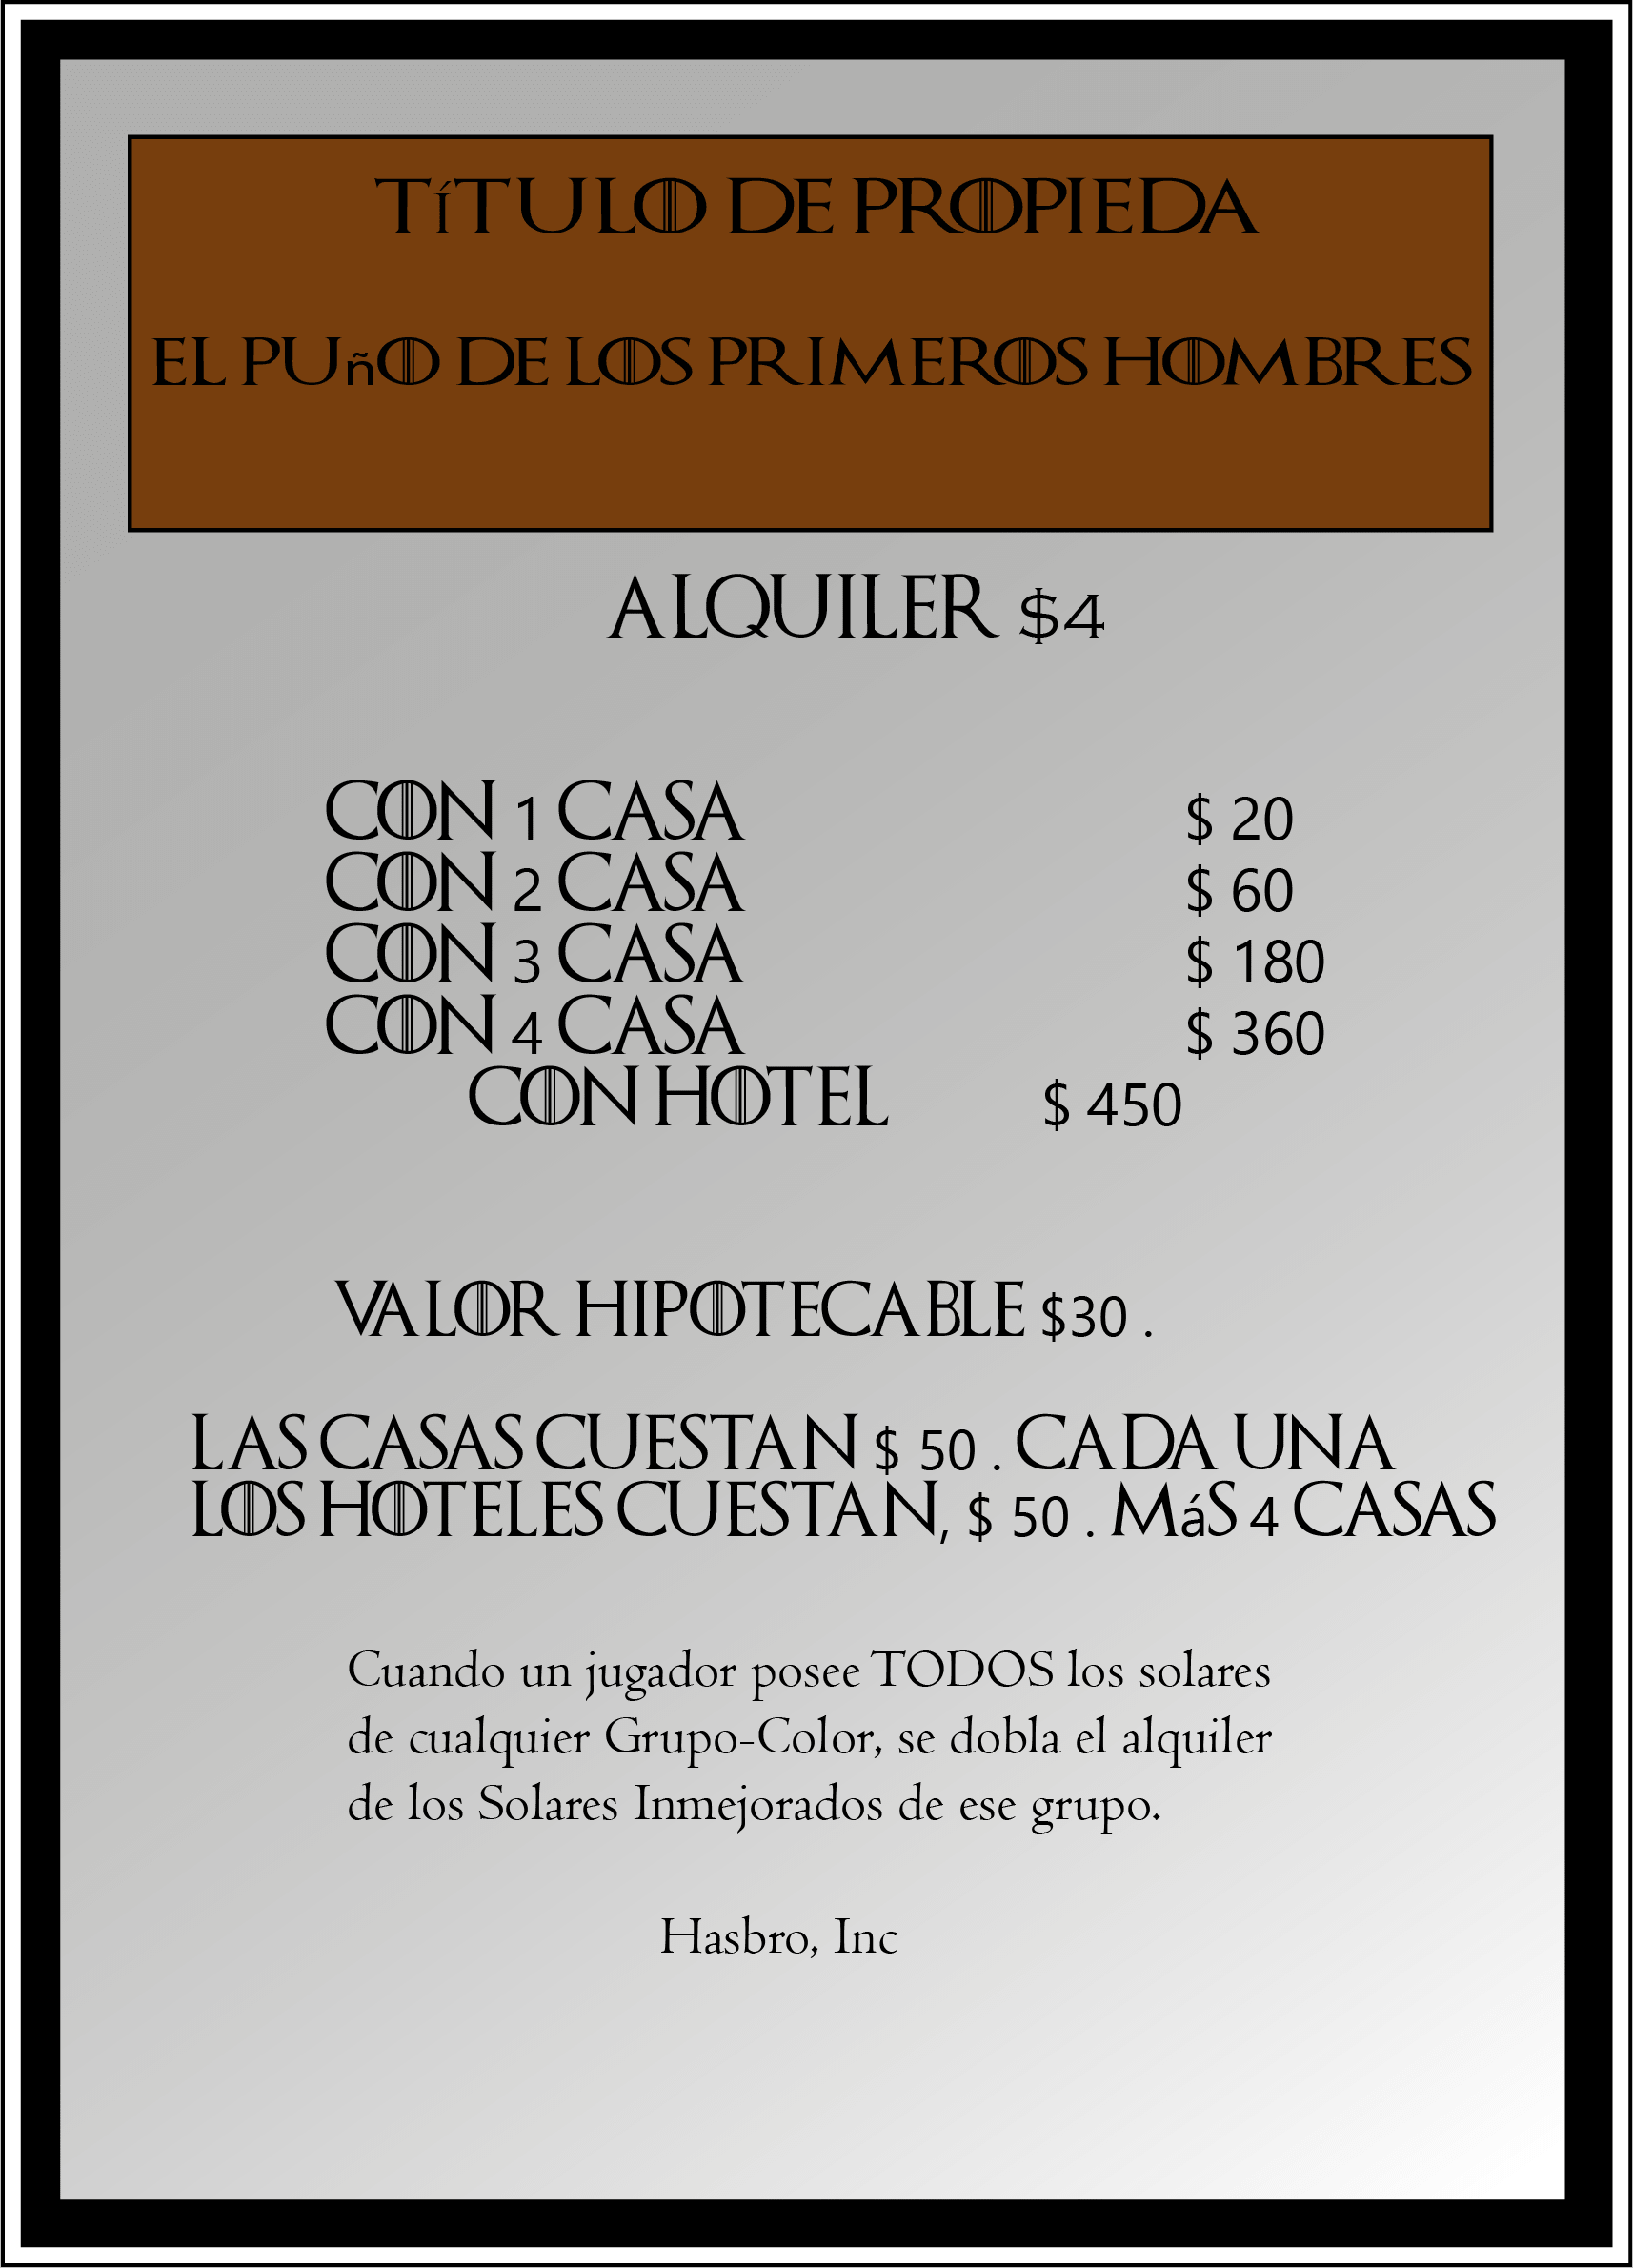 TíTULO DE PROPIEDA
EL PUñO DE LOS PRIMEROS HOMBRES
ALQUILER $4
CON 1 CASA $ 20
CON 2 CASA $ 60
CON 3 CASA $ 180
CON 4 CASA $ 360
CON HOTEL $ 450
VALOR HIPOTECABLE $30 .
LAS CASAS CUESTAN $ 50 . CADA UNA
LOS HOTELES CUESTAN, $ 50 . MáS 4 CASAS
Cuando un jugador posee TODOS los solares
de cualquier Grupo-Color, se dobla el alquiler
de los Solares Inmejorados de ese grupo.
Hasbro, Inc